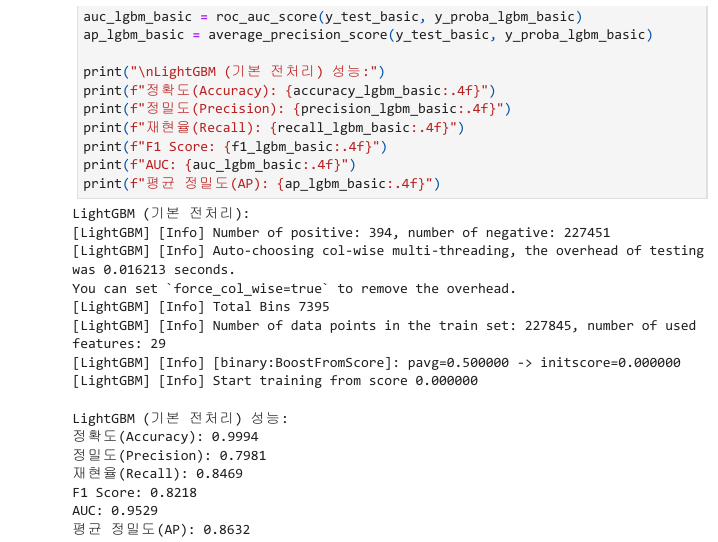 auc_lgbm_basic = roc_auc_score(y_test_basic, y_proba_lgbm_basic)
ap_lgbm_basic = average_precision_score(y_test_basic, y_proba_lgbm_basic)
print("\nLightGBM (기본 전처리) 성능:")
print(f"정확도(Accuracy): {accuracy_lgbm_basic:.4f}")
print(f"정밀도(Precision): {precision_lgbm_basic:.4f}")
print(f"재현율(Recall): {recall_lgbm_basic:.4f}")
print(f"F1 Score: {f1_lgbm_basic:.4f}")
print(f"AUC: {auc_lgbm_basic:.4f}")
print(f"평균 정밀도(AP): {ap_lgbm_basic:.4f}")
LightGBM (기본 전처리):
[LightGBM] [Info] Number of positive: 394, number of negative: 227451
[LightGBM] [Info] Auto-choosing col-wise multi-threading, the overhead of testing
was 0.016213 seconds.
You can set `force_col_wise=true` to remove the overhead.
[LightGBM] [Info] Total Bins 7395
[LightGBM] [Info] Number of data points in the train set: 227845, number of used
features: 29
[LightGBM] [Info] [binary:BoostFromScore]: pavg=0.500000 -> initscore=0.000000
[LightGBM] [Info] Start training from score 0.000000
LightGBM (기본 전처리) 성능:
정확도(Accuracy): 0.9994
정밀도(Precision): 0.7981
재현율(Recall): 0.8469
F1 Score: 0.8218
AUC: 0.9529
평균 정밀도(AP): 0.8632